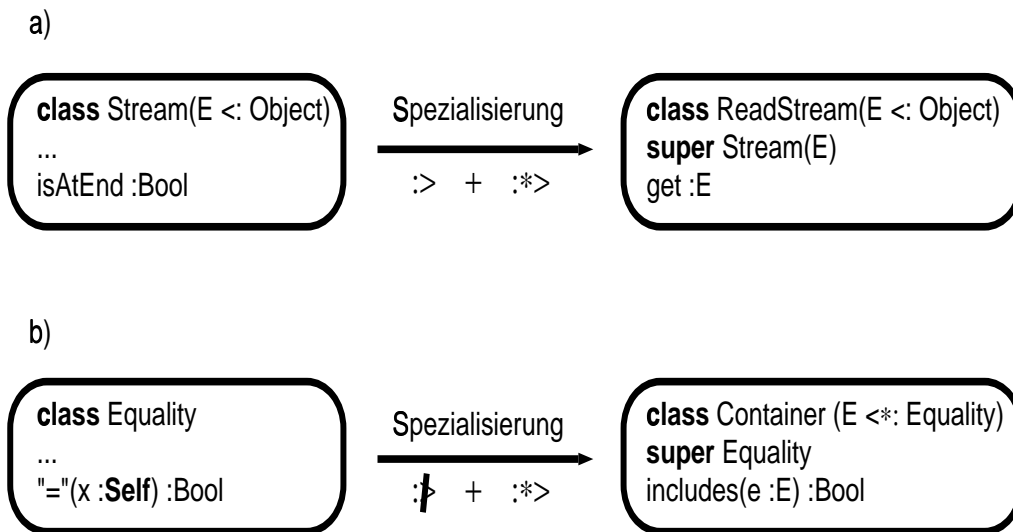 a)
class Stream(E <: Object)
...
isAtEnd :Bool
Spezialisierung
:> + :*>
class ReadStream(E <: Object)
super Stream(E)
get :E
b)
class Equality
...
"="(x :Self) :Bool
Spezialisierung
:≯ + :*>
class Container (E <*: Equality)
super Equality
includes(e :E) :Bool